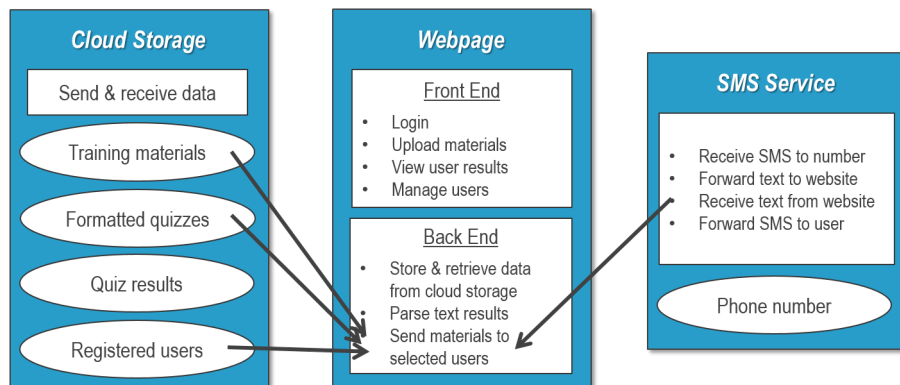 Cloud Storage
Send & receive data
Training materials
Formatted quizzes
Quiz results
Registered users
Webpage
Front End
• Login
• Upload materials
• View user results
• Manage users
Back End
• Store & retrieve data
from cloud storage
• Parse text results
• Send materials to
selected users
SMS Service
• Receive SMS to number
• Forward text to website
• Receive text from website
• Forward SMS to user
Phone number